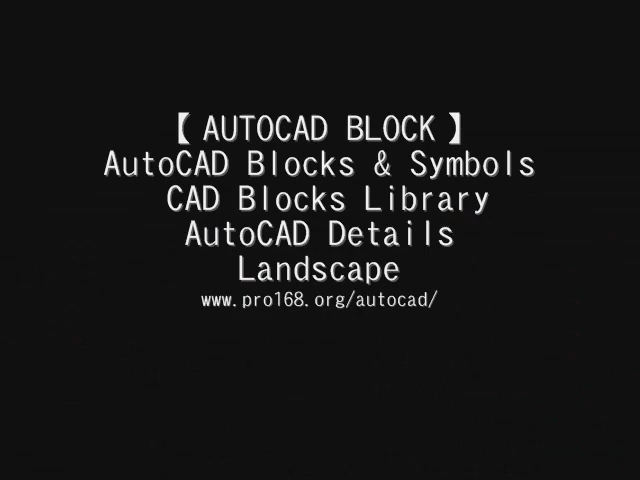 【 AUTOCAD BLOCK 】
AutoCAD Blocks & Symbols
CAD Blocks Library
AutoCAD Details
Landscape
www.pro168.org/autocad/